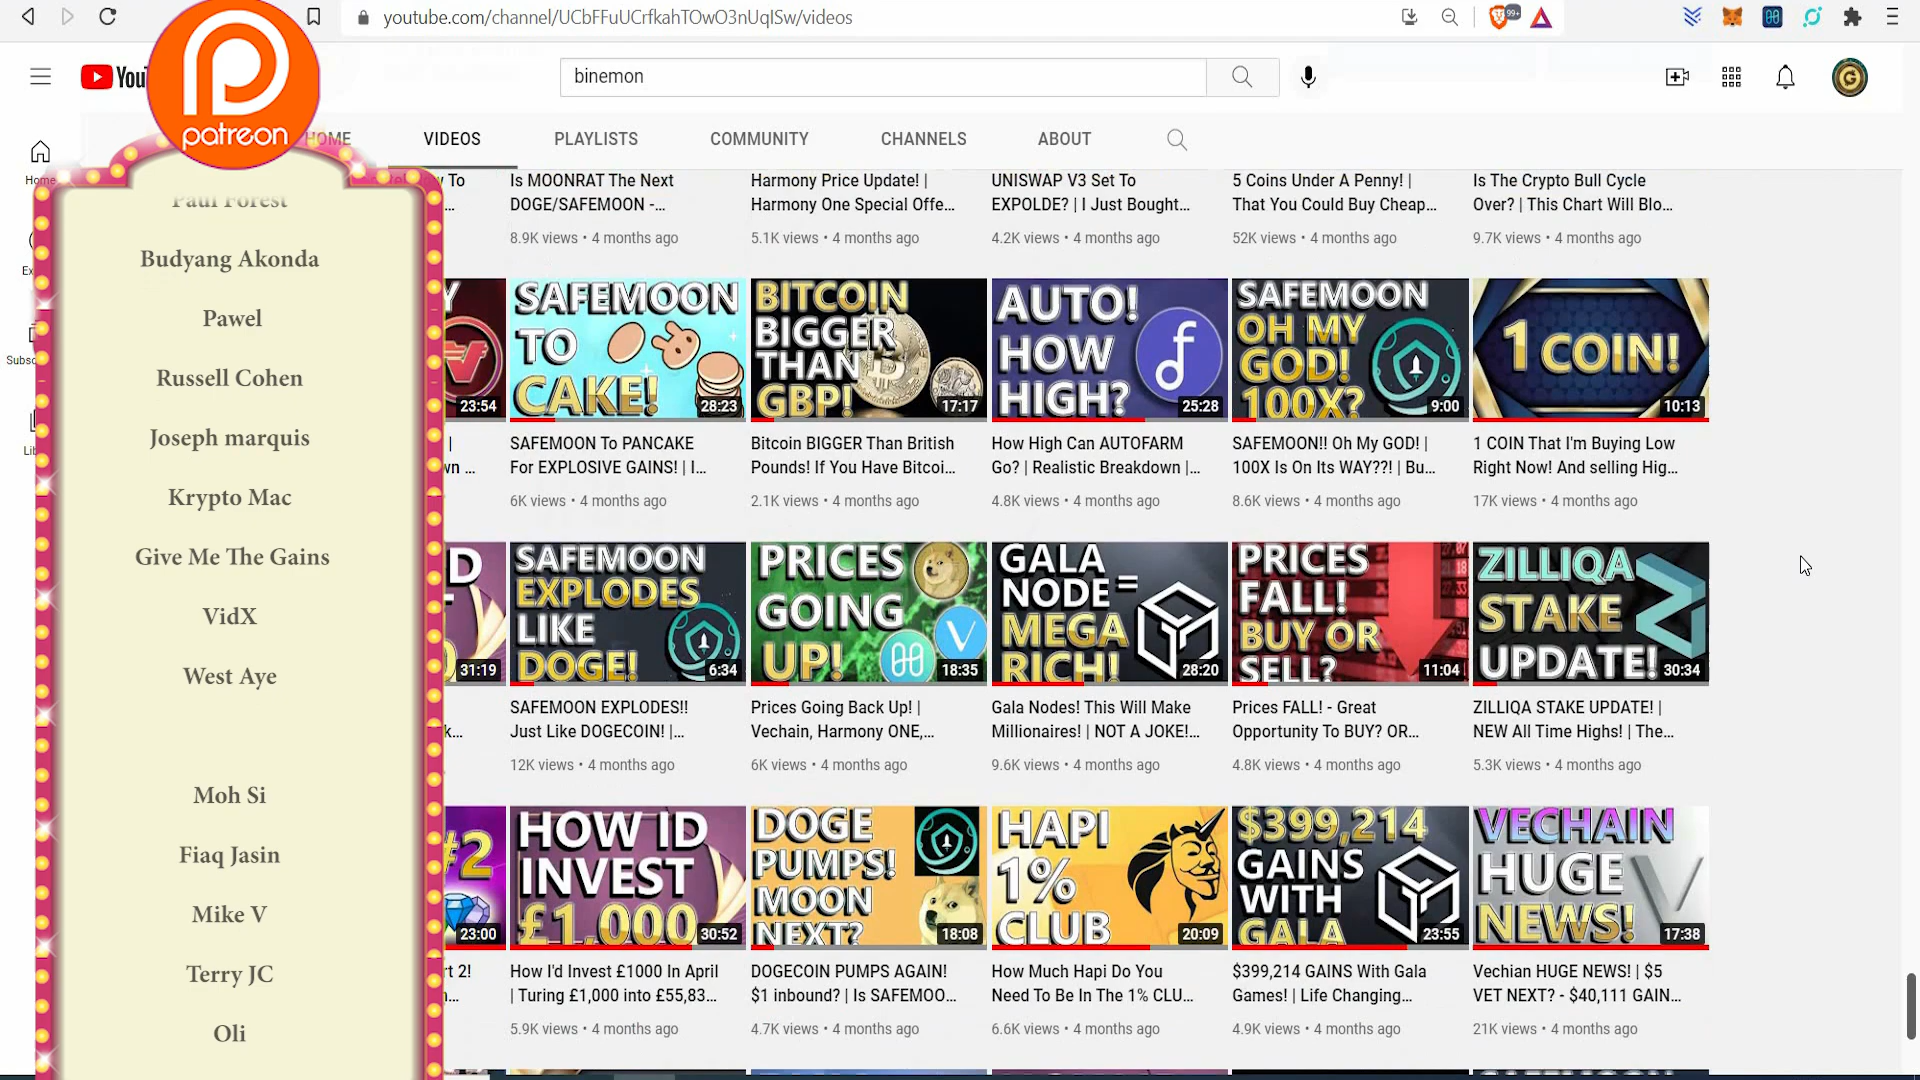 youtube.com/channel/UCbFFuUCrfkahTOwO3nUqISw/videos
99+
binemon
patreon
HOME
VIDEOS
PLAYLISTS
COMMUNITY
CHANNELS
ABOUT
Home
Paul Forest
Budyang Akonda
Pawel
Russell Cohen
Joseph marquis
Krypto Mac
Give Me The Gains
VidX
West Aye
Moh Si
Fiaq Jasin
Mike V
Terry JC
Oli
Is MOONRAT The Next
DOGE/SAFEMOON -...
8.9K views • 4 months ago
Harmony Price Update! |
Harmony One Special Offe...
5.1K views • 4 months ago
UNISWAP V3 Set To
EXPOLDE? | I Just Bought...
4.2K views • 4 months ago
5 Coins Under A Penny! |
That You Could Buy Cheap...
52K views • 4 months ago
Is The Crypto Bull Cycle
Over? | This Chart Will Blo...
9.7K views • 4 months ago
23:54
SAFEMOON
TO
CAKE!
28:23
SAFEMOON To PANCAKE
For EXPLOSIVE GAINS! | I...
6K views • 4 months ago
BITCOIN
BIGGER
THAN
GBP!
17:17
Bitcoin BIGGER Than British
Pounds! If You Have Bitcoi...
2.1K views • 4 months ago
AUTO!
HOW
HIGH?
25:28
How High Can AUTOFARM
Go? | Realistic Breakdown |...
4.8K views • 4 months ago
SAFEMOON
OH MY
GOD!
100X?
9:00
SAFEMOON!! Oh My GOD! |
100X Is On Its WAY??! | Bu...
8.6K views • 4 months ago
1 COIN!
10:13
1 COIN That I'm Buying Low
Right Now! And selling Hig...
17K views • 4 months ago
31:19
SAFEMOON
EXPLODES
LIKE
DOGE!
6:34
SAFEMOON EXPLODES!!
Just Like DOGECOIN! |...
12K views • 4 months ago
PRICES
GOING
UP!
18:35
Prices Going Back Up! |
Vechain, Harmony ONE,...
6K views • 4 months ago
GALA
NODE =
MEGA
RICH!
28:20
Gala Nodes! This Will Make
Millionaires! | NOT A JOKE!...
9.6K views • 4 months ago
PRICES
FALL!
BUY OR
SELL?
11:04
Prices FALL! - Great
Opportunity To BUY? OR...
4.8K views • 4 months ago
ZILLIQA
STAKE
UPDATE!
30:34
ZILLIQA STAKE UPDATE! |
NEW All Time Highs! | The...
5.3K views • 4 months ago
#2
23:00
HOW ID
INVEST
£1,000
30:52
How I'd Invest £1000 In April
| Turing £1,000 into £55,83...
5.9K views • 4 months ago
DOGE
PUMPS!
MOON
NEXT?
18:08
DOGECOIN PUMPS AGAIN!
$1 inbound? | Is SAFEMOO...
4.7K views • 4 months ago
HAPI
1%
CLUB
20:09
How Much Hapi Do You
Need To Be In The 1% CLU...
6.6K views • 4 months ago
$399,214
GAINS
WITH
GALA
23:55
$399,214 GAINS With Gala
Games! | Life Changing...
4.9K views • 4 months ago
VECHAIN
HUGE
NEWS!
17:38
Vechian HUGE NEWS! | $5
VET NEXT? - $40,111 GAIN...
21K views • 4 months ago